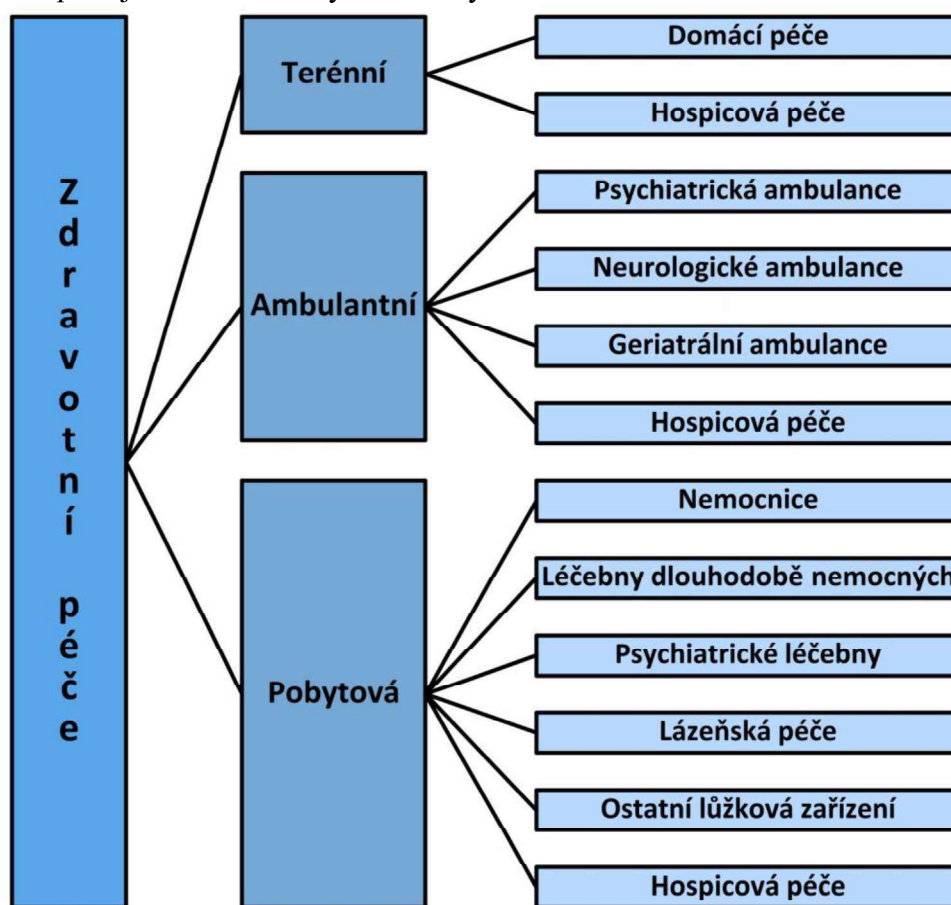 Zdravotní péče
Terénní
Domácí péče
Hospicová péče
Ambulantní
Psychiatrická ambulance
Neurologické ambulance
Geriatrální ambulance
Hospicová péče
Pobytová
Nemocnice
Léčebny dlouhodobě nemocných
Psychiatrické léčebny
Lázeňská péče
Ostatní lůžková zařízení
Hospicová péče